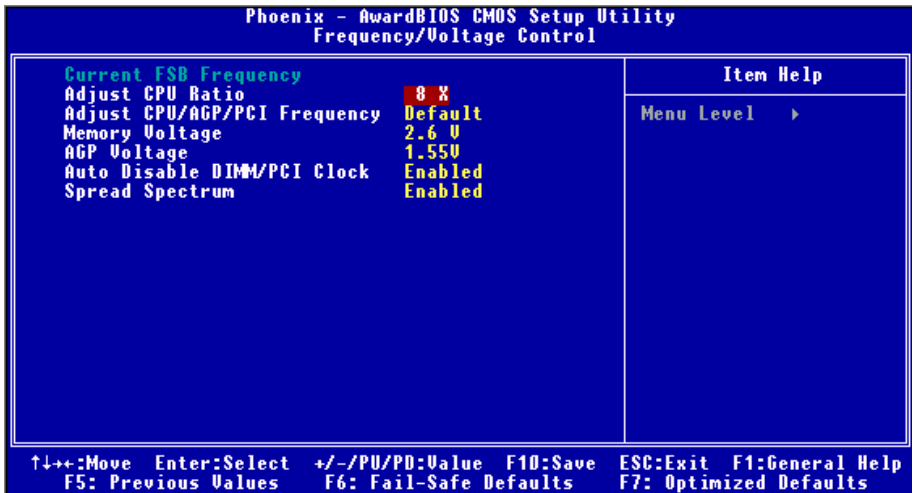 Phoenix - AwardBIOS CMOS Setup Utility
Frequency/Voltage Control
Current FSB Frequency
Adjust CPU Ratio 8 X
Adjust CPU/AGP/PCI Frequency Default
Memory Voltage 2.6 V
AGP Voltage 1.55V
Auto Disable DIMM/PCI Clock Enabled
Spread Spectrum Enabled
Item Help
Menu Level ▸
↑↓→←:Move Enter:Select +/-/PU/PD:Value F10:Save ESC:Exit F1:General Help
F5: Previous Values F6: Fail-Safe Defaults F7: Optimized Defaults